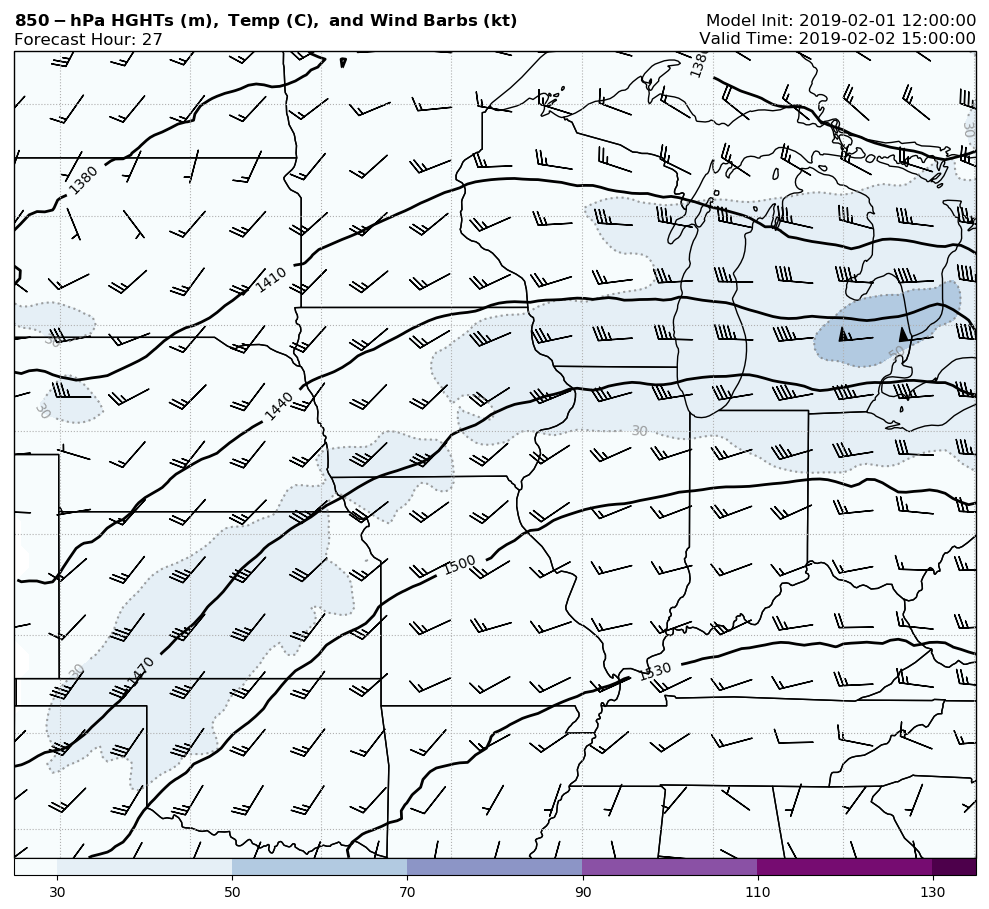 850−hPa HGHTs (m), Temp (C), and Wind Barbs (kt)
Model Init: 2019-02-01 12:00:00
Forecast Hour: 27
Valid Time: 2019-02-02 15:00:00
1380
30
1380
1410
30
50
30
1440
30
1500
30
1470
1530
30 50 70 90 110 130